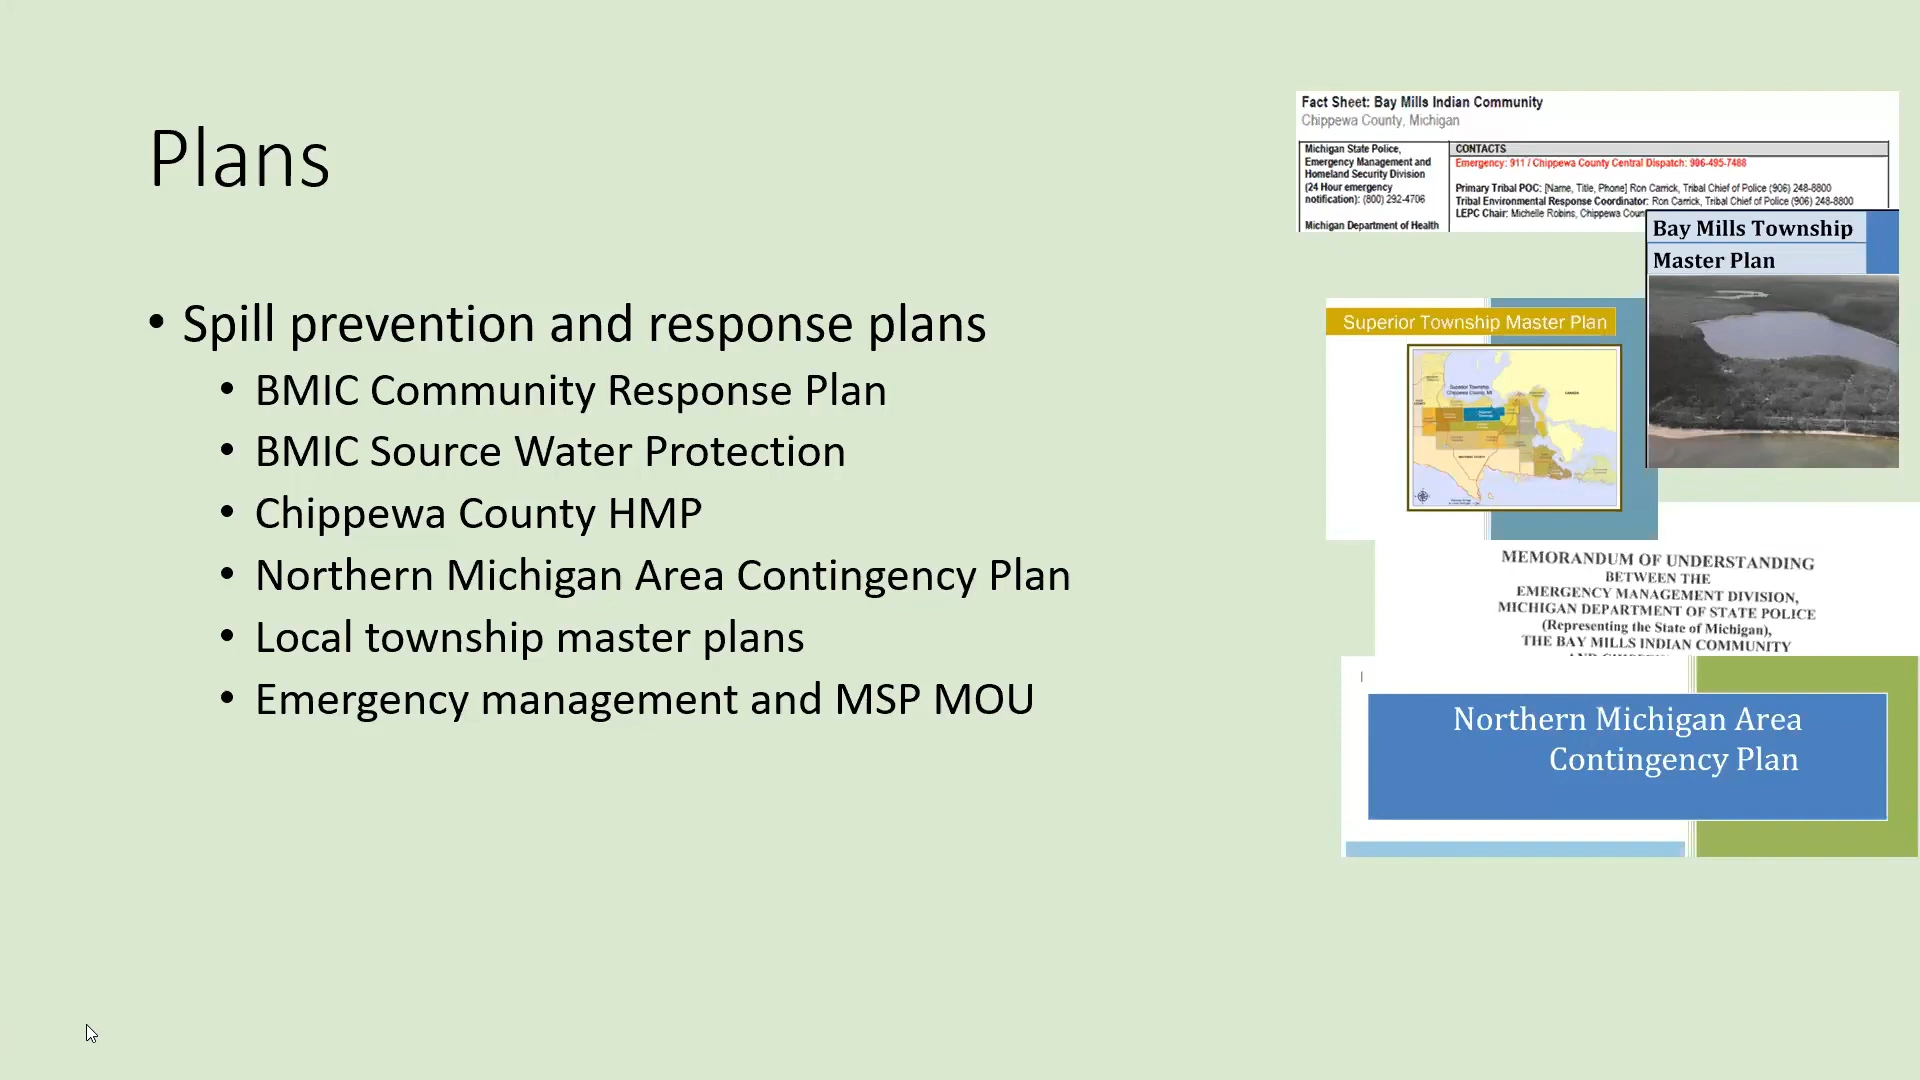 Plans
• Spill prevention and response plans
• BMIC Community Response Plan
• BMIC Source Water Protection
• Chippewa County HMP
• Northern Michigan Area Contingency Plan
• Local township master plans
• Emergency management and MSP MOU
Fact Sheet: Bay Mills Indian Community
Chippewa County, Michigan
Michigan State Police,
Emergency Management and
Homeland Security Division
(24 Hour emergency
notification): (800) 292-4706
Michigan Department of Health
CONTACTS
Emergency: 911 / Chippewa County Central Dispatch: 906-495-7488
Primary Tribal POC: [Name, Title, Phone] Ron Carrick, Tribal Chief of Police (906) 248-8800
Tribal Environmental Response Coordinator: Ron Carrick, Tribal Chief of Police (906) 248-8800
LEPC Chair: Michelle Robins, Chippewa
Bay Mills Township
Master Plan
Superior Township Master Plan
Superior Township
Chippewa County, MI
CANADA
MEMORANDUM OF UNDERSTANDING
BETWEEN THE
EMERGENCY MANAGEMENT DIVISION,
MICHIGAN DEPARTMENT OF STATE POLICE
(Representing the State of Michigan),
THE BAY MILLS INDIAN COMMUNITY
Northern Michigan Area
Contingency Plan